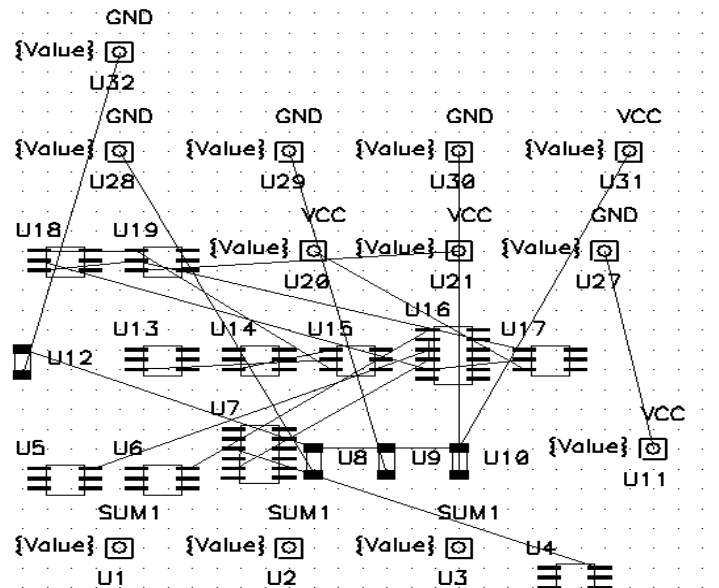 GND
{Value}
U32
GND GND GND VCC
{Value} {Value} {Value} {Value}
U28 U29 U30 U31
U18 U19 VCC VCC GND
{Value} {Value} {Value}
U20 U21 U27
U16
U13 U14 U15 U17
U12
U7 VCC
U5 U6 U8 U9 U10 {Value}
U11
SUM1 SUM1 SUM1
{Value} {Value} {Value} U4
U1 U2 U3